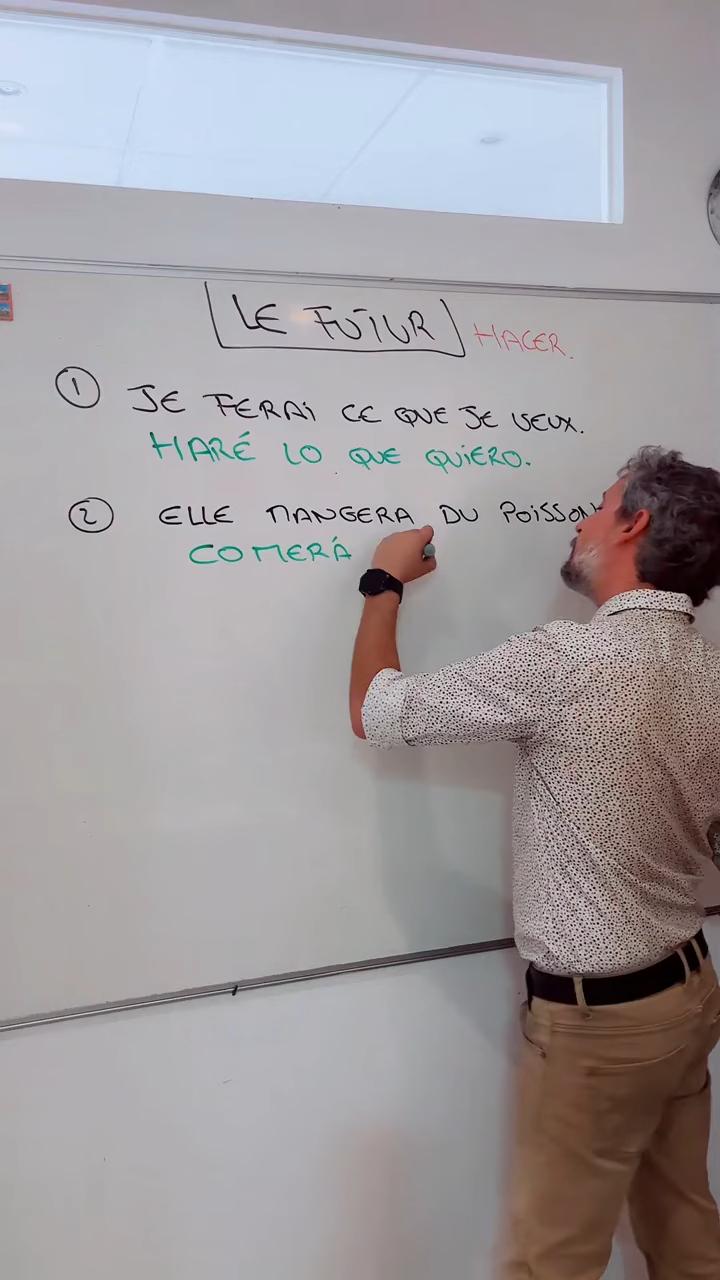 LE FUTUR HACER.
① JE FERAI CE QUE JE VEUX.
HARÉ LO QUE QUIERO.
② ELLE MANGERA DU POISSON
COMERÁ